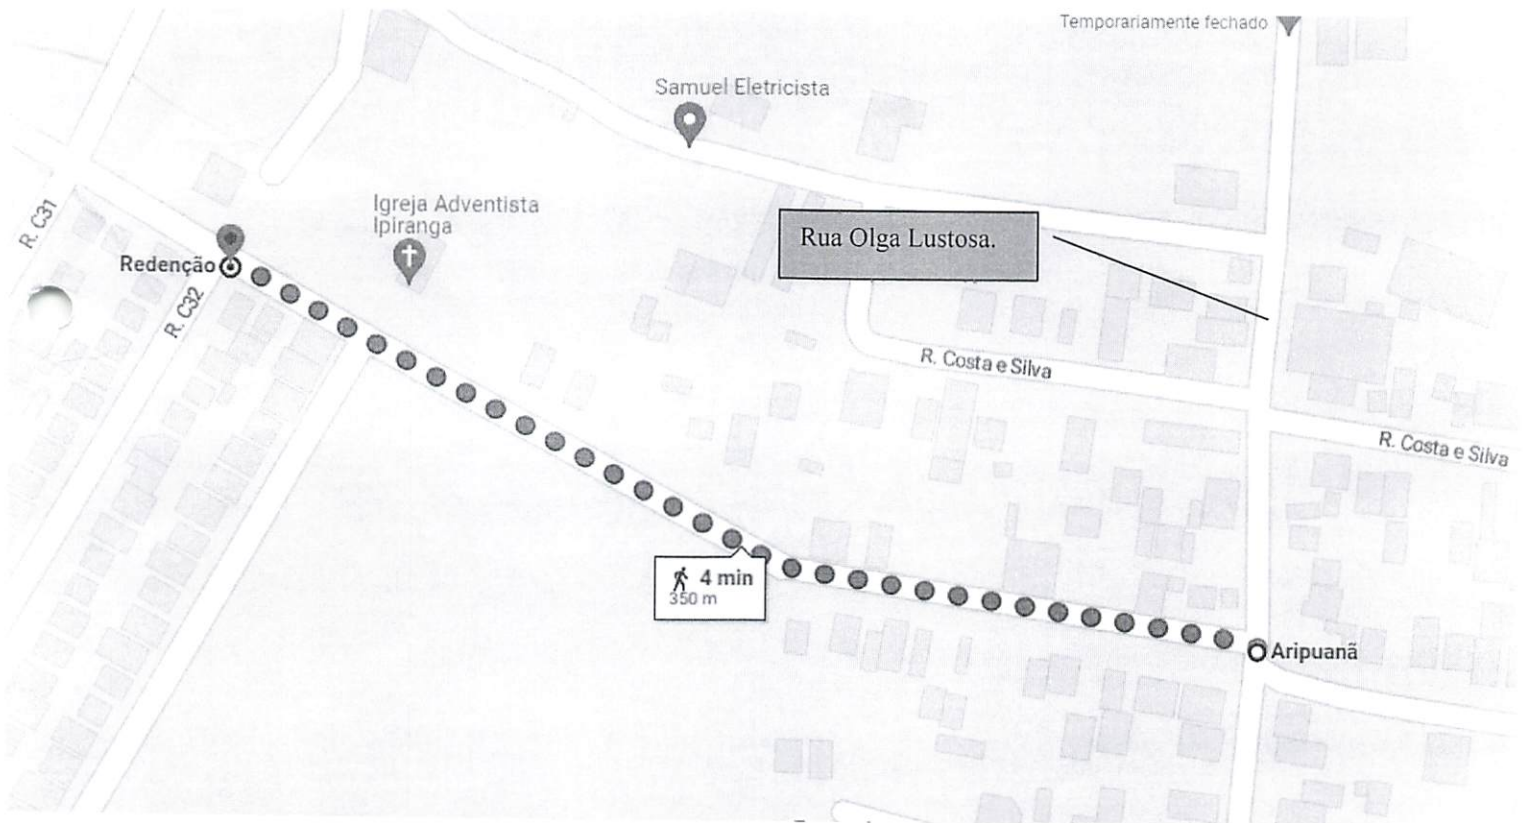 Temporariamente fechado
Samuel Eletricista
Igreja Adventista
Ipiranga
R. C31
Rua Olga Lustosa.
Redenção
R. C32
R. Costa e Silva
R. Costa e Silva
4 min
350 m
Aripuanã